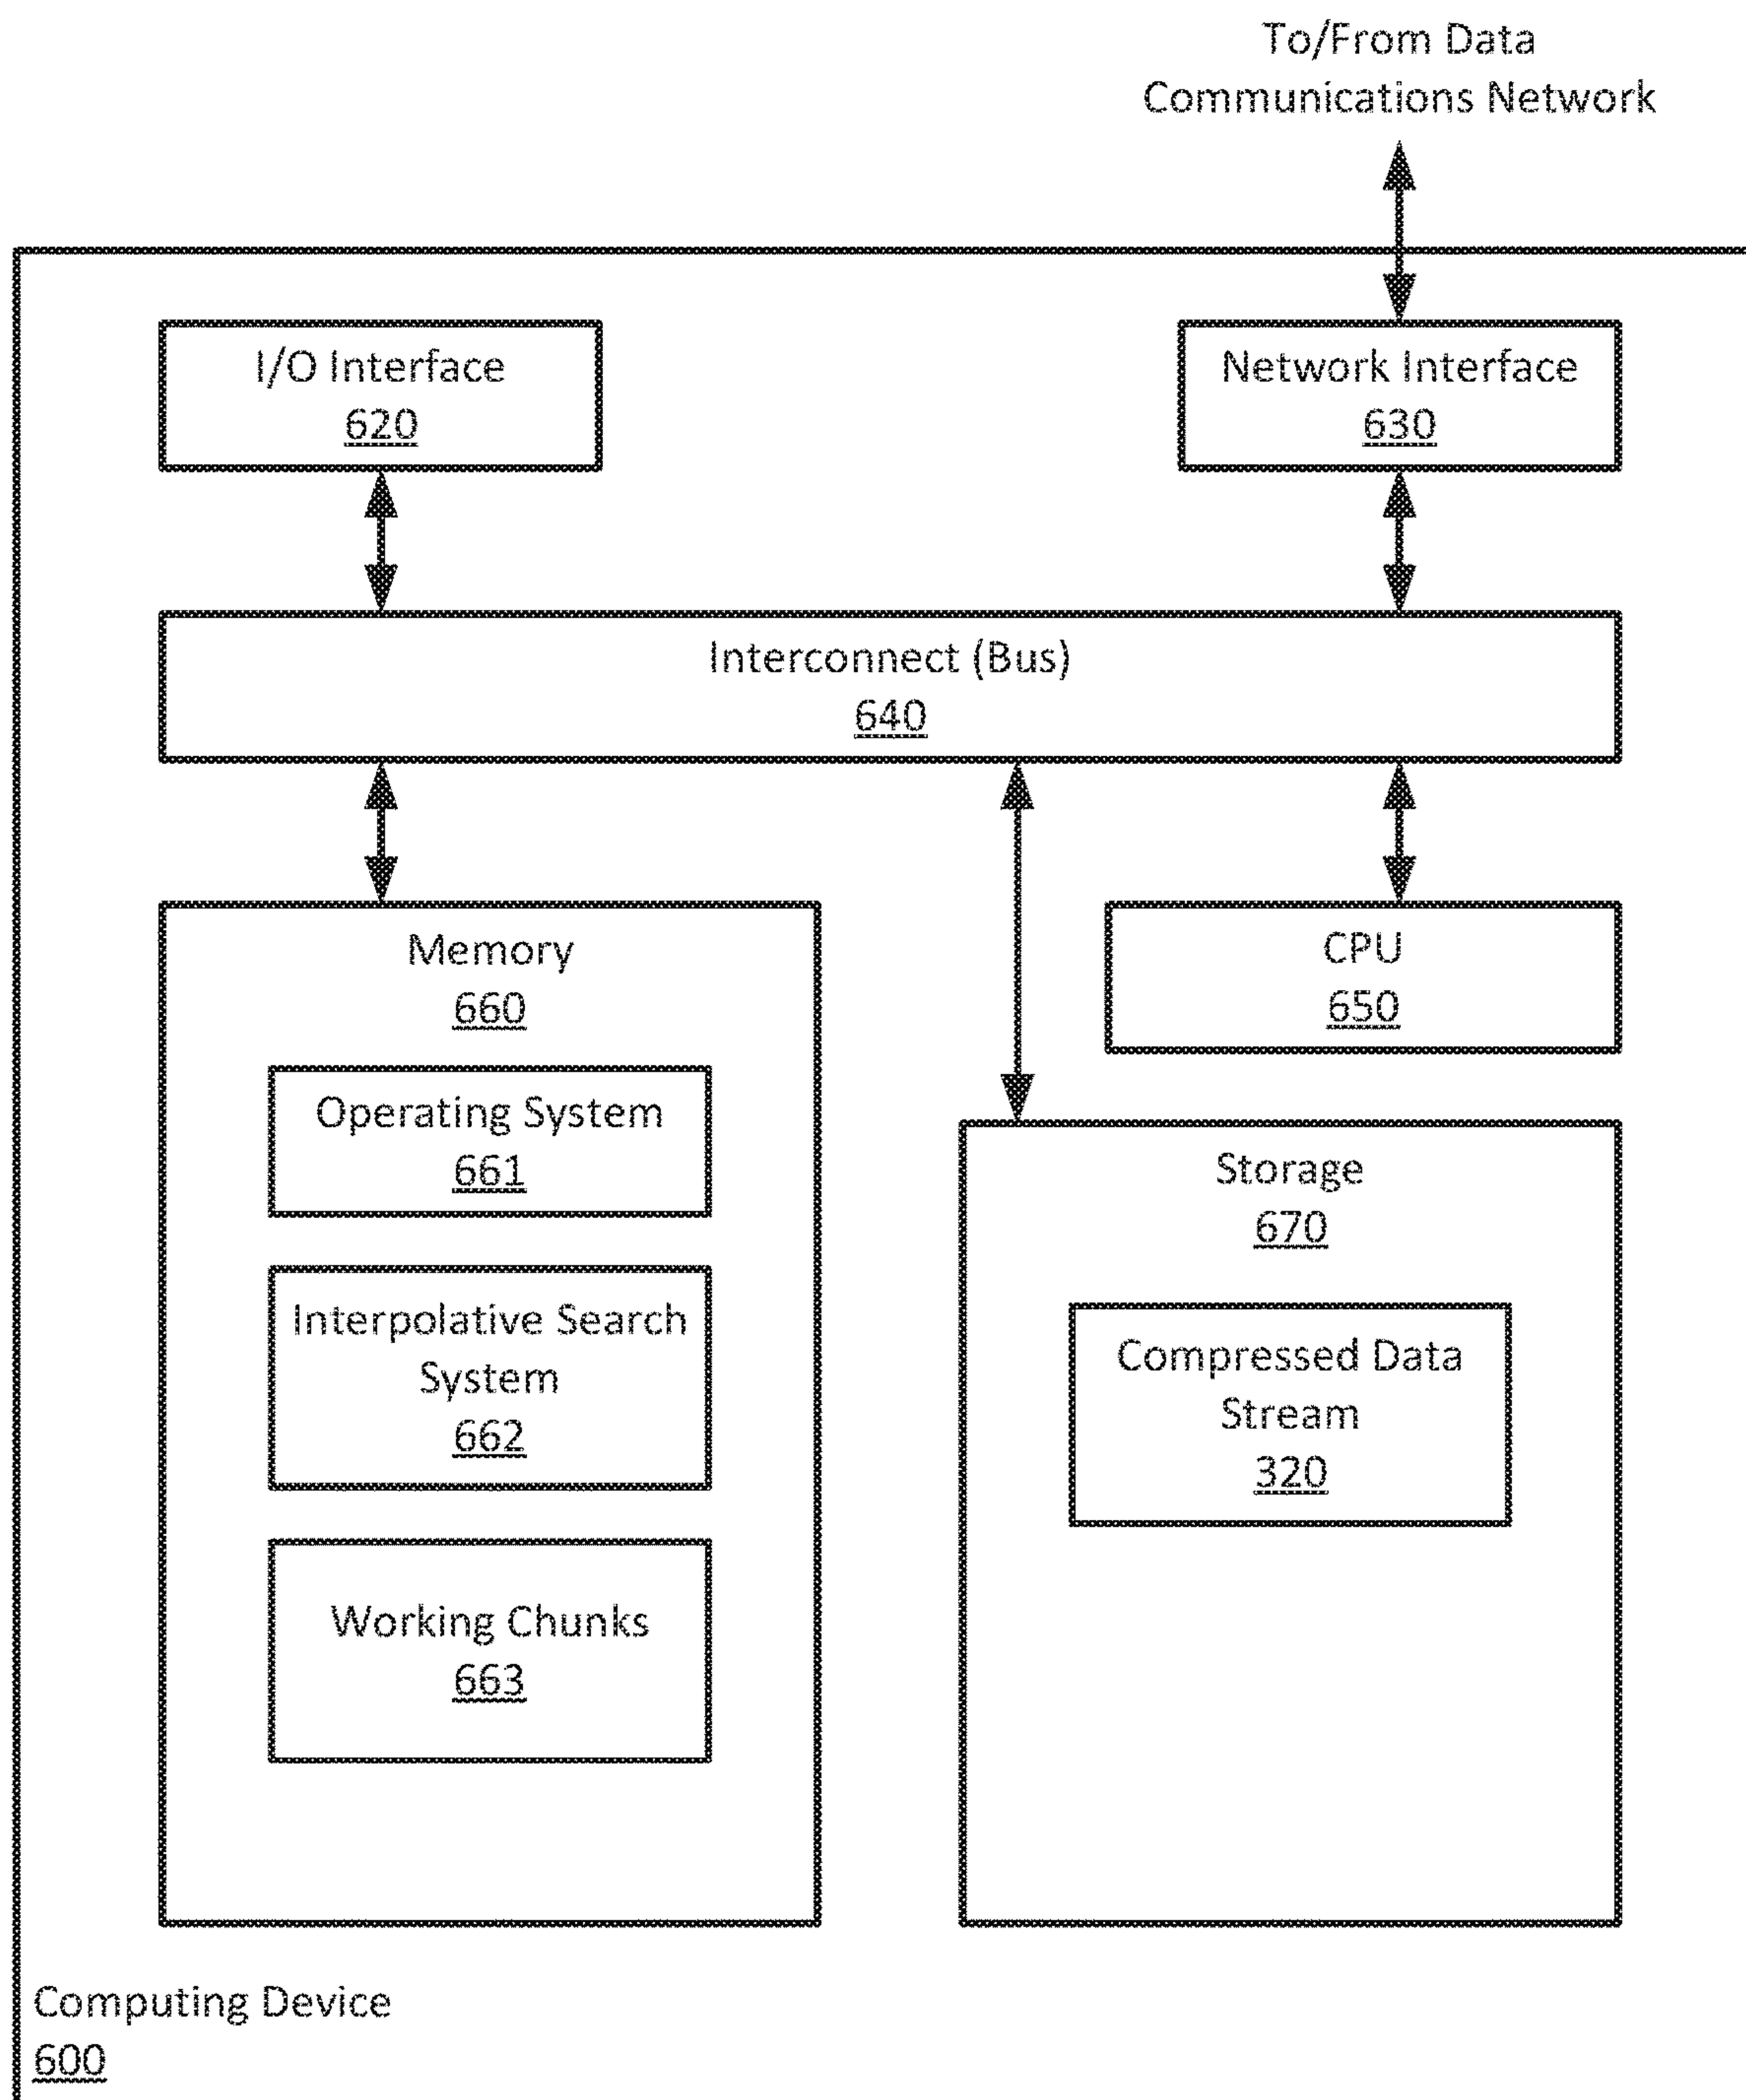 To/From Data
Communications Network
I/O Interface
620
Network Interface
630
Interconnect (Bus)
640
Memory
660
CPU
650
Operating System
661
Storage
670
Interpolative Search
System
662
Compressed Data
Stream
320
Working Chunks
663
Computing Device
600